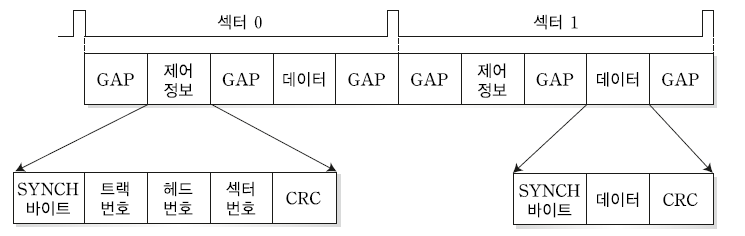 섹터 0
섹터 1
GAP
제어
정보
GAP
데이터
GAP
GAP
제어
정보
GAP
데이터
GAP
SYNCH
바이트
트랙
번호
헤드
번호
섹터
번호
CRC
SYNCH
바이트
데이터
CRC